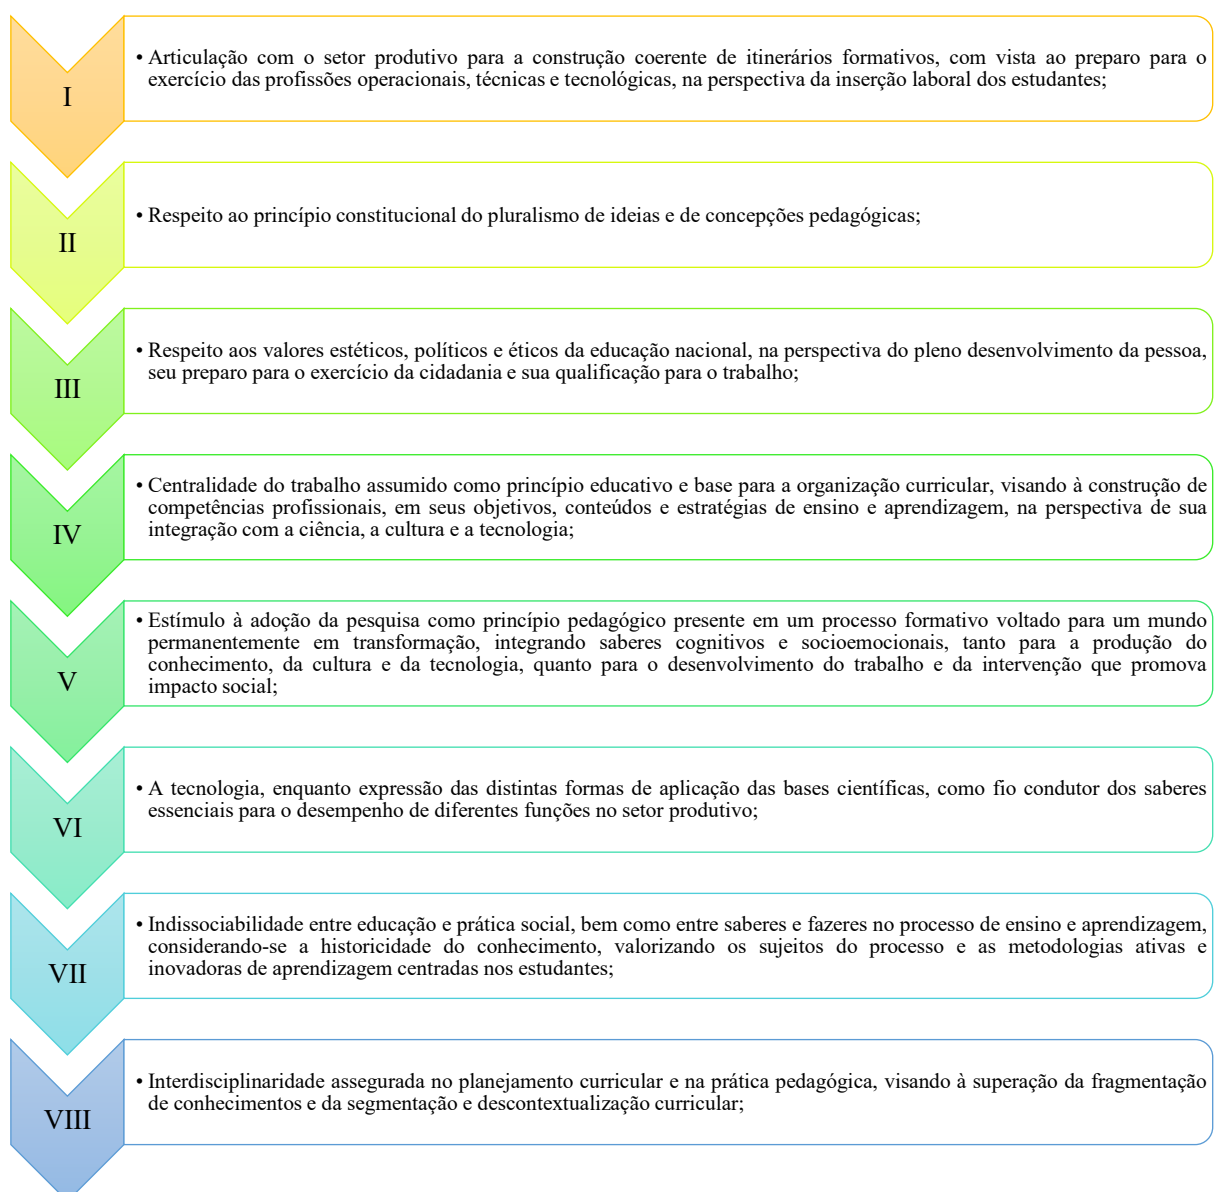 I
• Articulação com o setor produtivo para a construção coerente de itinerários formativos, com vista ao preparo para o
exercício das profissões operacionais, técnicas e tecnológicas, na perspectiva da inserção laboral dos estudantes;
II
• Respeito ao princípio constitucional do pluralismo de ideias e de concepções pedagógicas;
III
• Respeito aos valores estéticos, políticos e éticos da educação nacional, na perspectiva do pleno desenvolvimento da pessoa,
seu preparo para o exercício da cidadania e sua qualificação para o trabalho;
IV
• Centralidade do trabalho assumido como princípio educativo e base para a organização curricular, visando à construção de
competências profissionais, em seus objetivos, conteúdos e estratégias de ensino e aprendizagem, na perspectiva de sua
integração com a ciência, a cultura e a tecnologia;
V
• Estímulo à adoção da pesquisa como princípio pedagógico presente em um processo formativo voltado para um mundo
permanentemente em transformação, integrando saberes cognitivos e socioemocionais, tanto para a produção do
conhecimento, da cultura e da tecnologia, quanto para o desenvolvimento do trabalho e da intervenção que promova
impacto social;
VI
• A tecnologia, enquanto expressão das distintas formas de aplicação das bases científicas, como fio condutor dos saberes
essenciais para o desempenho de diferentes funções no setor produtivo;
VII
• Indissociabilidade entre educação e prática social, bem como entre saberes e fazeres no processo de ensino e aprendizagem,
considerando-se a historicidade do conhecimento, valorizando os sujeitos do processo e as metodologias ativas e
inovadoras de aprendizagem centradas nos estudantes;
VIII
• Interdisciplinaridade assegurada no planejamento curricular e na prática pedagógica, visando à superação da fragmentação
de conhecimentos e da segmentação e descontextualização curricular;